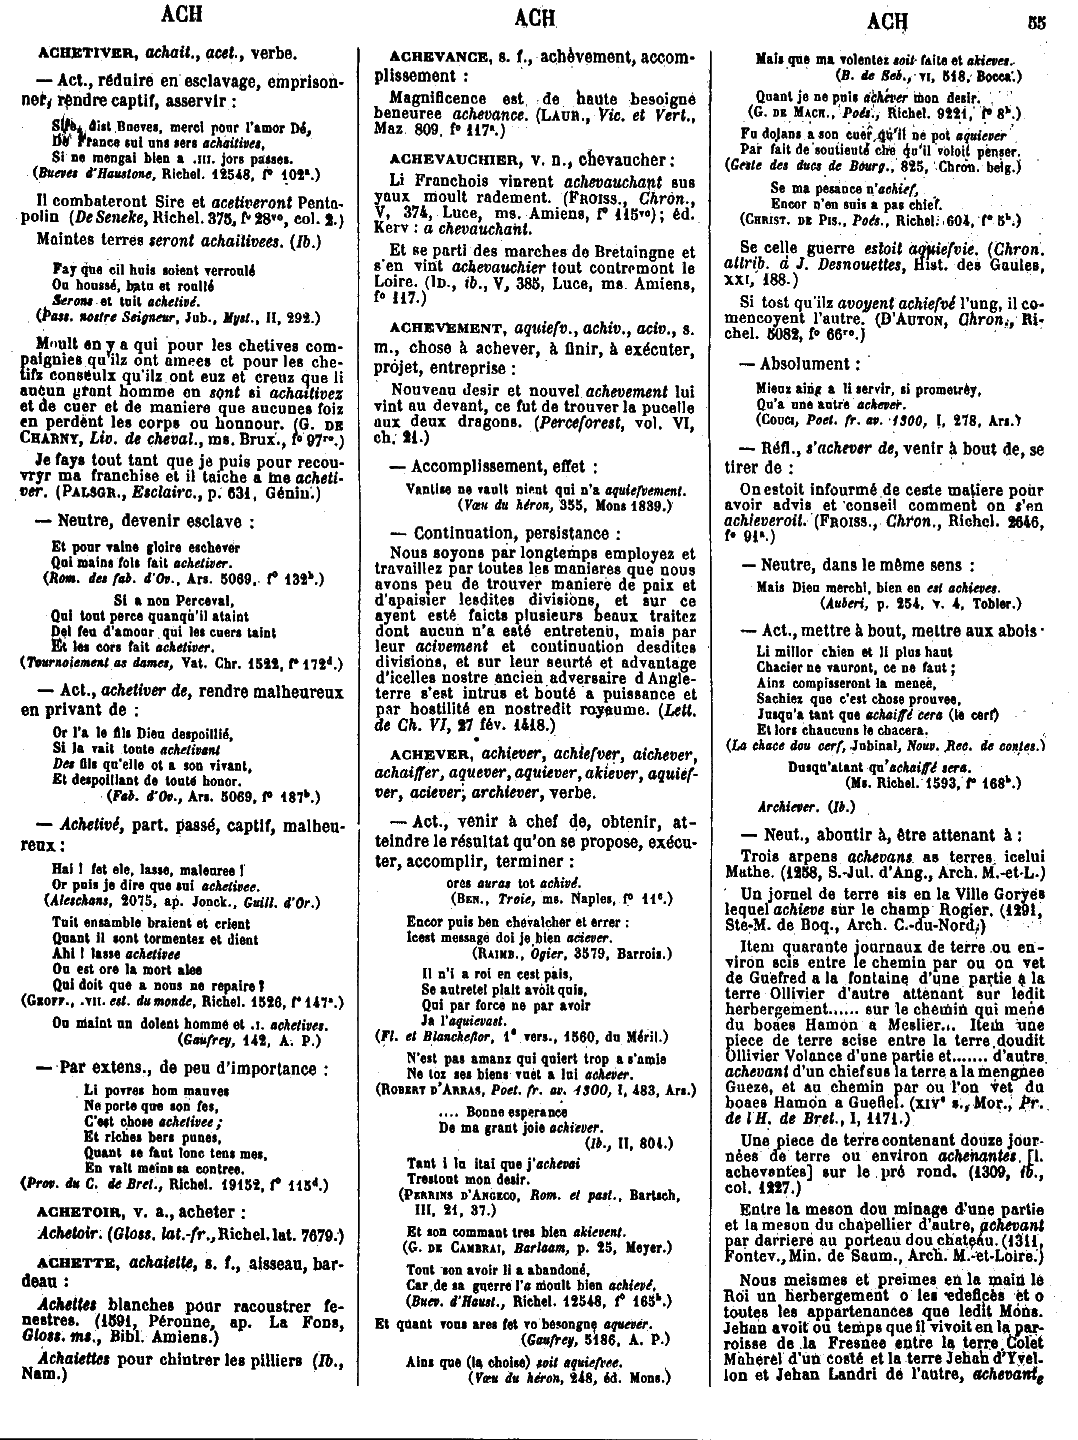 ACH
ACH
ACH 55
ACHETIVER, achait., acet., verbe.
— Act., réduire en esclavage, emprison-
ner, rendre captif, asservir :
Sire, dist Bueves, merci por l'amor Dé,
De France sui uns sers achaitives,
Si ne mengai bien a .III. jors passes.
(Bueves d'Haustone, Richel. 12548, f° 102ª.)
Il combateront Sire et acetiveront Penta-
polin (De Seneke, Richel. 375, f° 28vo, col. 2.)
Maintes terres seront achaitivees. (Ib.)
Fay que cil huis soient verroulé
Ou houssé, batu et roullé
Serons et tuit achetivé.
(Pass. nostre Seigneur, Jub., Myst., II, 292.)
Moult en y a qui pour les chetives com-
paignies qu'ilz ont amees et pour les che-
tifz conseulx qu'ilz ont euz et creuz que li
aucun grant homme en sont si achaitivez
et de cuer et de maniere que aucunes foiz
en perdent les corps ou honnour. (G. DE
CHARNY, Liv. de cheval., ms. Brux., f° 97ro.)
Je fays tout tant que je puis pour recou-
vryr ma franchise et il taiche a me acheti-
ver. (PALSGR., Esclairc., p. 631, Génin.)
— Neutre, devenir esclave :
Et pour vaine gloire eschever
Qui mains fois fait achetiver.
(Rom. des fab. d'Ov., Ars. 5069, f° 132b.)
Si a non Perceval,
Qui tout perce quanqu'il ataint
Del feu d'amour qui les cuers taint
Et les cors fait achetiver.
(Tournoiement as dames, Vat. Chr. 1522, f° 172d.)
— Act., achetiver de, rendre malheureux
en privant de :
Or l'a le fils Dieu despoillié,
Si la vait toute achetivant
Des fils qu'elle ot a son vivant,
Et despoillant de touté honor.
(Fab. d'Ov., Ars. 5069, f° 187b.)
— Achetivé, part. passé, captif, malheu-
reux :
Hai ! fet ele, lasse, maleuree !
Or puis je dire que sui achetivee.
(Aleschans, 2075, ap. Jonck., Guill. d'Or.)
Tuit ensamble braient et crient
Quant il sont tormentez et dient
Ahi ! lasse achetivee
Ou est ore la mort alee
Qui doit que a nous ne repaire !
(GEOFF., .VII. est. du monde, Richel. 1526, f° 147ª.)
Ou maint un dolent homme et .I. achetives.
(Gaufrey, 142, A. P.)
— Par extens., de peu d'importance :
Li povres hom mauves
Ne porte que son fes,
C'est chose achetivee ;
Et riches bers punes,
Quant se faut lonc tens mes,
En vait meins sa contree.
(Prov. du C. de Bret., Richel. 19152, f° 115d.)
ACHETOIR, v. a., acheter :
Achetoir. (Gloss. lat.-fr., Richel. lat. 7679.)
ACHETTE, achaiette, s. f., aisseau, bar-
deau :
Achettes blanches pour racoustrer fe-
nestres. (1591, Péronne, ap. La Fons,
Gloss. ms., Bibl. Amiens.)
Achaiettes pour chintrer les pilliers (Ib.,
Nam.)
ACHEVANCE, s. f., achèvement, accom-
plissement :
Magnificence est de haute besoigne
beneuree achevance. (LAUR., Vic. et Vert.,
Maz 809, f° 117ª.)
ACHEVAUCHIER, v. n., chevaucher :
Li Franchois vinrent achevauchant sus
yaux moult radement. (FROISS., Chron.,
V, 374, Luce, ms. Amiens, f° 115vo) ; éd.
Kerv : a chevauchant.
Et se parti des marches de Bretaingne et
s'en vint achevauchier tout contremont le
Loire. (ID., ib., V, 385, Luce, ms. Amiens,
f° 117.)
ACHEVEMENT, aquiefv., achiv., aciv., s.
m., chose à achever, à finir, à exécuter,
projet, entreprise :
Nouveau desir et nouvel achevement lui
vint au devant, ce fut de trouver la pucelle
aux deux dragons. (Perceforest, vol. VI,
ch. 21.)
— Accomplissement, effet :
Vantise ne vault nient qui n'a aquiefvement.
(Vœu du héron, 355, Mons 1839.)
— Continuation, persistance :
Nous soyons par longtemps employez et
travaillez par toutes les manieres que nous
avons peu de trouver maniere de paix et
d'apaisier lesdites divisions, et sur ce
ayent esté faicts plusieurs beaux traitez
dont aucun n'a esté entretenu, mais par
leur acivement et continuation desdites
divisions, et sur leur seurté et advantage
d'icelles nostre ancien adversaire d'Angle-
terre s'est intrus et bouté a puissance et
par hostilité en nostredit royaume. (Lett.
de Ch. VI, 27 fév. 1418.)
ACHEVER, achiever, achiefver, aichever,
achaiffer, aquever, aquiever, akiever, aquief-
ver, aciever, archiever, verbe.
— Act., venir à chef de, obtenir, at-
teindre le résultat qu'on se propose, exécu-
ter, accomplir, terminer :
ores auras tot achivé.
(BEN., Troie, ms. Naples, f° 11c.)
Encor puis ben chevalcher et errer :
Icest message doi je bien aciever.
(RAIMB., Ogier, 3579, Barrois.)
Il n'i a roi en cest païs,
Se autretel plait avoit quis,
Qui par force ne par avoir
Ja l'aquievast.
(Fl. et Blancheflor, 1e vers., 1560, du Méril.)
N'est pas amanz qui quiert trop a s'amie
Ne toz ses biens vuet a lui achever.
(ROBERT D'ARRAS, Poet. fr. av. 1300, I, 483, Ars.)
.... Bonne esperance
De ma grant joie achiever.
(Ib., II, 804.)
Tant i lu ital que j'achevai
Trestout mon desir.
(PERRINS D'ANGECO, Rom. et past., Bartsch,
III, 21, 37.)
Et son commant tres bien akievent.
(G. DE CAMBRAI, Barlaam, p. 25, Meyer.)
Tout son avoir li a abandoné,
Car de sa guerre l'a moult bien achievé.
(Buev. d'Haust., Richel. 12548, f° 165b.)
Et quant vous ares fet vo besongne aquever.
(Gaufrey, 5186, A. P.)
Ains que (la choise) soit aquiefvee.
(Vœu du héron, 248, éd. Mons.)
Mais que ma volentez soit faite et akieves.
(B. de Seb., VI, 518, Bocca.)
Quant je ne puis achever mon desir.
(G. DE MACH., Poés., Richel. 9221, f° 8b.)
Fu dolans a son cuer qu'il ne pot aquiever
Par fait de soutieuté che qu'il voloit penser.
(Geste des ducs de Bourg., 825, Chron. belg.)
Se ma pesance n'achief,
Encor n'en suis a pas chief.
(CHRIST. DE PIS., Poés., Richel. 604, f° 5b.)
Se celle guerre estoit aquiefvie. (Chron.
attrib. à J. Desnouettes, Hist. des Gaules,
XXI, 188.)
Si tost qu'ilz avoyent achiefvé l'ung, il co-
mencoyent l'autre. (D'AUTON, Chron., Ri-
chel. 5082, f° 66ro.)
— Absolument :
Mieux aing a li servir, si prometrey,
Qu'a une autre achever.
(COUCI, Poet. fr. av. 1300, I, 278, Ars.)
— Réfl., s'achever de, venir à bout de, se
tirer de :
On estoit infourmé de ceste matiere pour
avoir advis et conseil comment on s'en
achieveroit. (FROISS., Chron., Richel. 2646,
f° 91ª.)
— Neutre, dans le même sens :
Mais Dieu merchi, bien en est achieves.
(Auberi, p. 254, v. 4, Tobler.)
— Act., mettre à bout, mettre aux abois
Li millor chien et li plus haut
Chacier ne vauront, ce ne faut ;
Ainz compisseront la meneé,
Sachiez que c'est chose prouvee,
Jusqu'a tant que achaiffé cera (le cerf)
Et lors chaucuns le chacera.
(La chace dou cerf, Jubinal, Nouv. Rec. de contes.)
Dusqu'atant qu'achaiffé sera.
(Ms. Richel. 1593, f° 168b.)
Archiever. (Ib.)
— Neut., aboutir à, être attenant à :
Trois arpens achevans as terres icelui
Mathe. (1258, S.-Jul. d'Ang., Arch. M.-et-L.)
Un jornel de terre sis en la Ville Goryes
lequel achieve sur le champ Rogier. (1291,
Ste-M. de Boq., Arch. C.-du-Nord.)
Item quarante journaux de terre ou en-
viron scis entre le chemin par ou on vet
de Guefred a la fontaine d'une partie a la
terre Ollivier d'autre attenant sur ledit
herbergement...... sur le chemin qui mene
du boaes Hamon a Meslier... Item une
piece de terre scise entre la terre doudit
Ollivier Volance d'une partie et....... d'autre
achevant d'un chief sus la terre a la mengnee
Gueze, et au chemin par ou l'on vet du
boaes Hamon a Gueflel. (XIVe s., Mor., Pr.
de l'H. de Bret., I, 1171.)
Une piece de terre contenant douze jour-
nées de terre ou environ achenantes [l.
acheventes] sur le pré rond. (1309, ib.,
col. 1227.)
Entre la meson dou minage d'une partie
et la meson du chapellier d'autre, achevant
par darriere au porteau dou chateau. (1311,
Fontev., Min. de Saum., Arch. M.-et-Loire.)
Nous meismes et preimes en la main le
Roi un herbergement o les edefices et o
toutes les appartenances que ledit Mons.
Jehan avoit ou temps que il vivoit en la par-
roisse de la Fresnee entre la terre Colet
Maherel d'un costé et la terre Jehan d'Yvel-
lon et Jehan Landri de l'autre, achevant